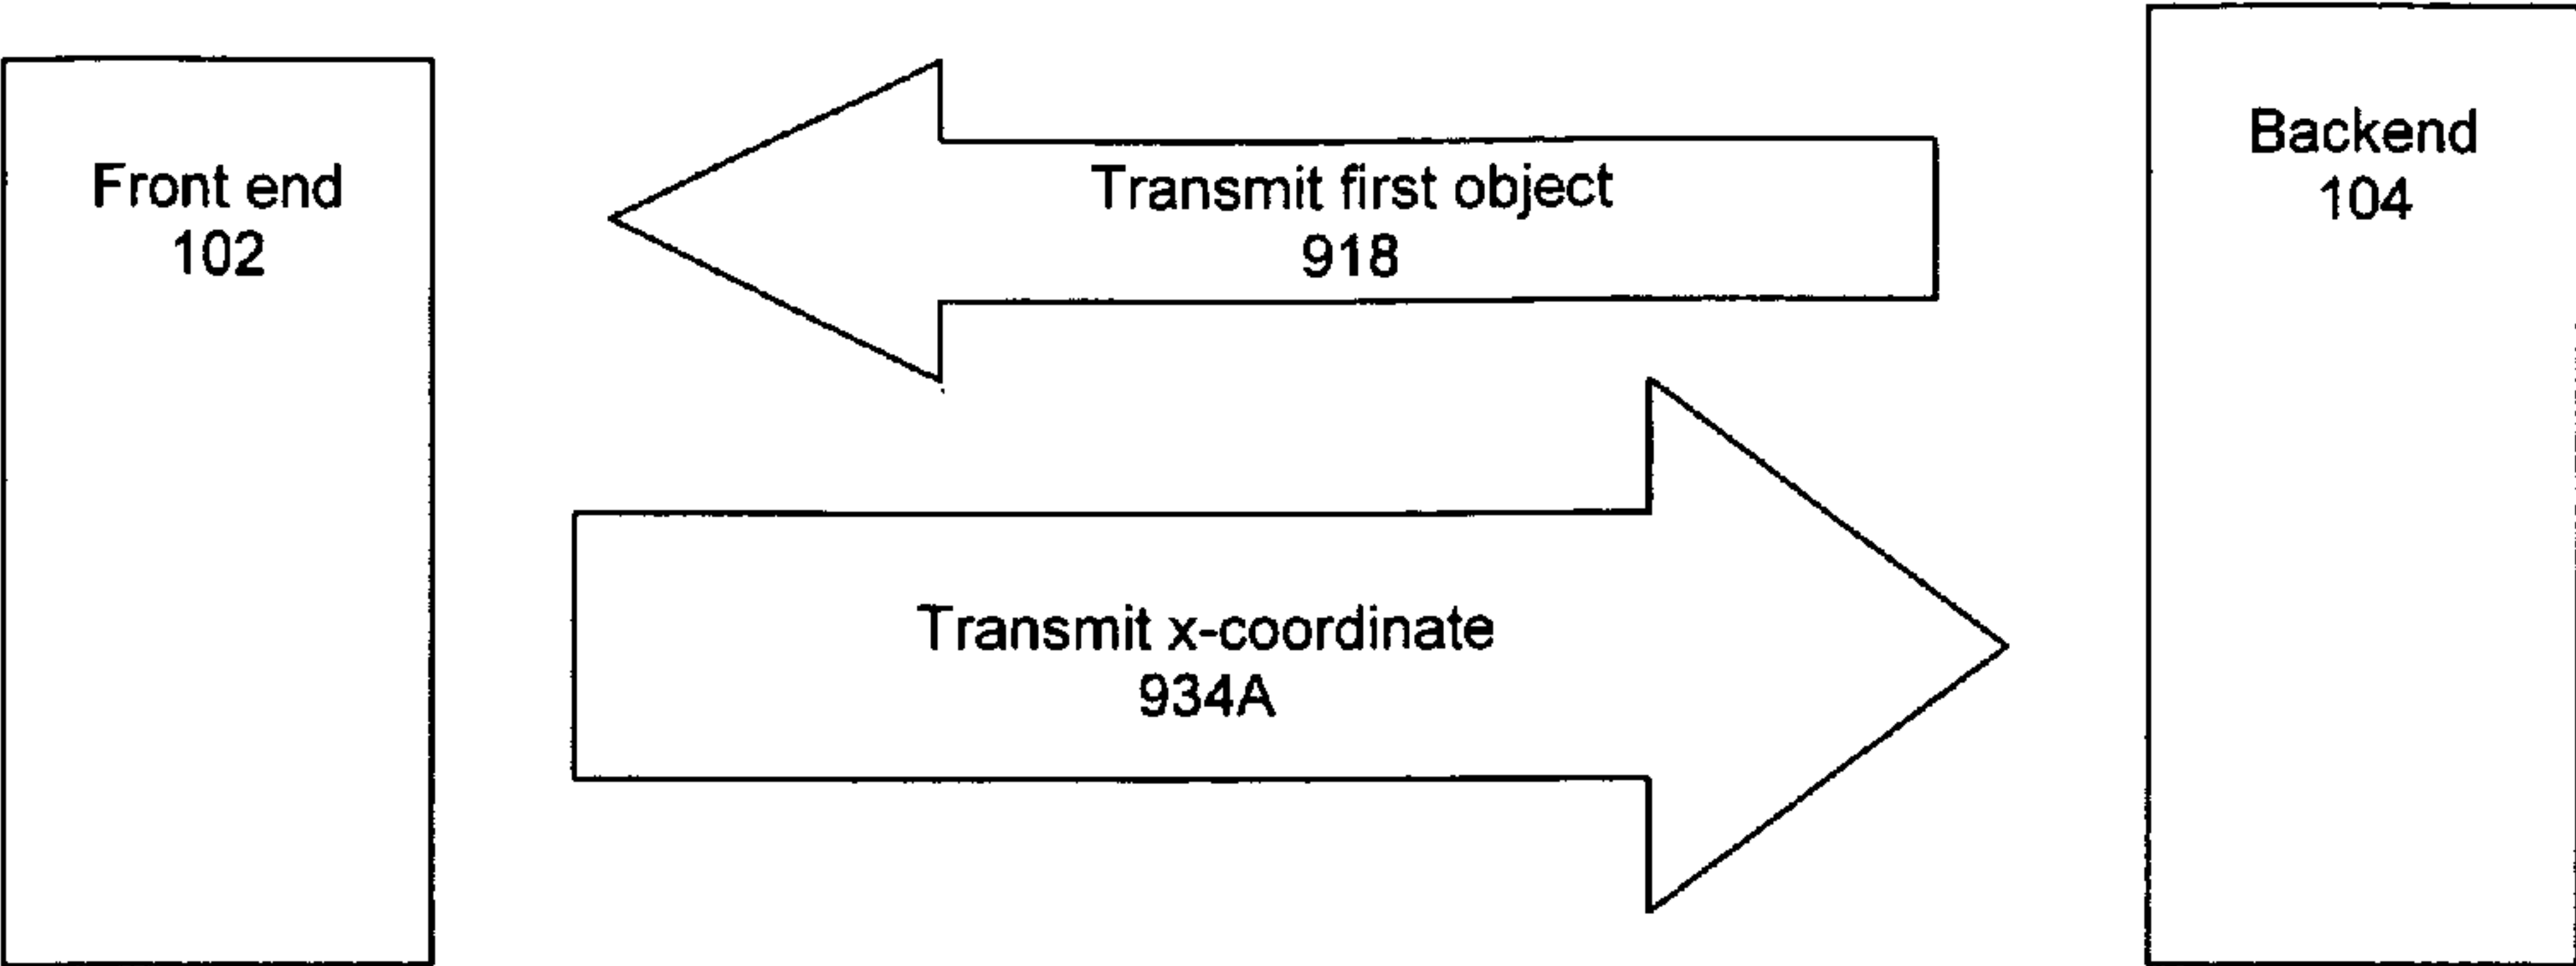 Front end
102
Transmit first object
918
Backend
104
Transmit x-coordinate
934A